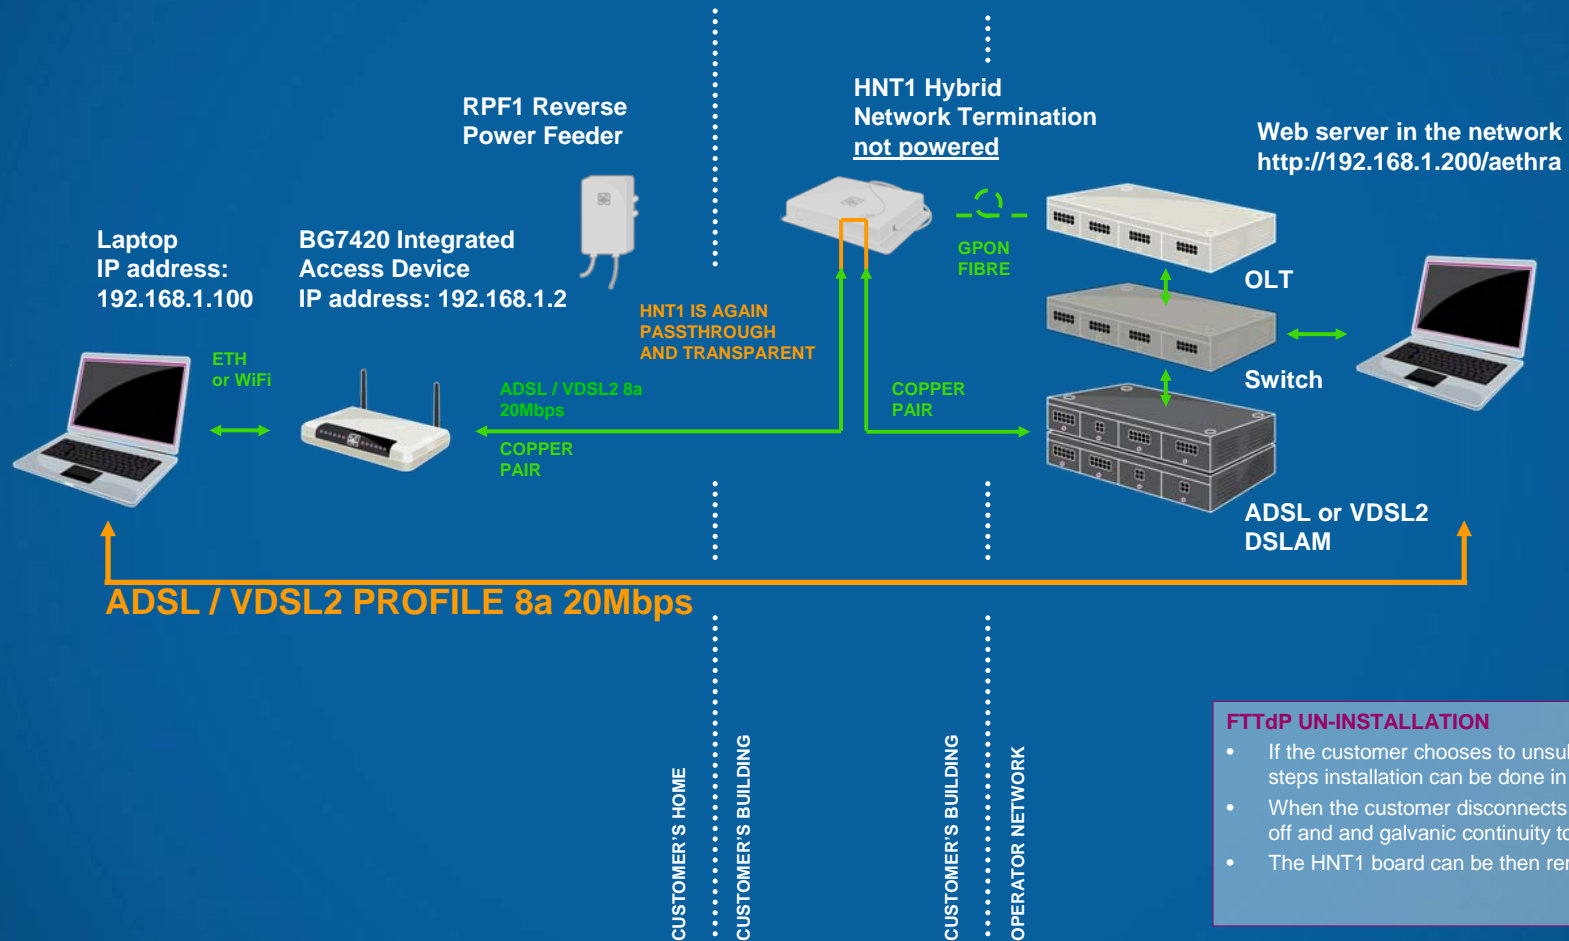 RPF1 Reverse
Power Feeder
HNT1 Hybrid
Network Termination
not powered
Web server in the network
http://192.168.1.200/aethra
Laptop
IP address:
192.168.1.100
BG7420 Integrated
Access Device
IP address: 192.168.1.2
GPON
FIBRE
OLT
HNT1 IS AGAIN
PASSTHROUGH
AND TRANSPARENT
ETH
or WiFi
ADSL / VDSL2 8a
20Mbps
COPPER
PAIR
COPPER
PAIR
Switch
ADSL or VDSL2
DSLAM
ADSL / VDSL2 PROFILE 8a 20Mbps
CUSTOMER'S HOME
CUSTOMER'S BUILDING
CUSTOMER'S BUILDING
OPERATOR NETWORK
FTTdP UN-INSTALLATION
• If the customer chooses to
steps installation can be done in
• When the customer disconnects
off and and galvanic continuity
• The HNT1 board can be then